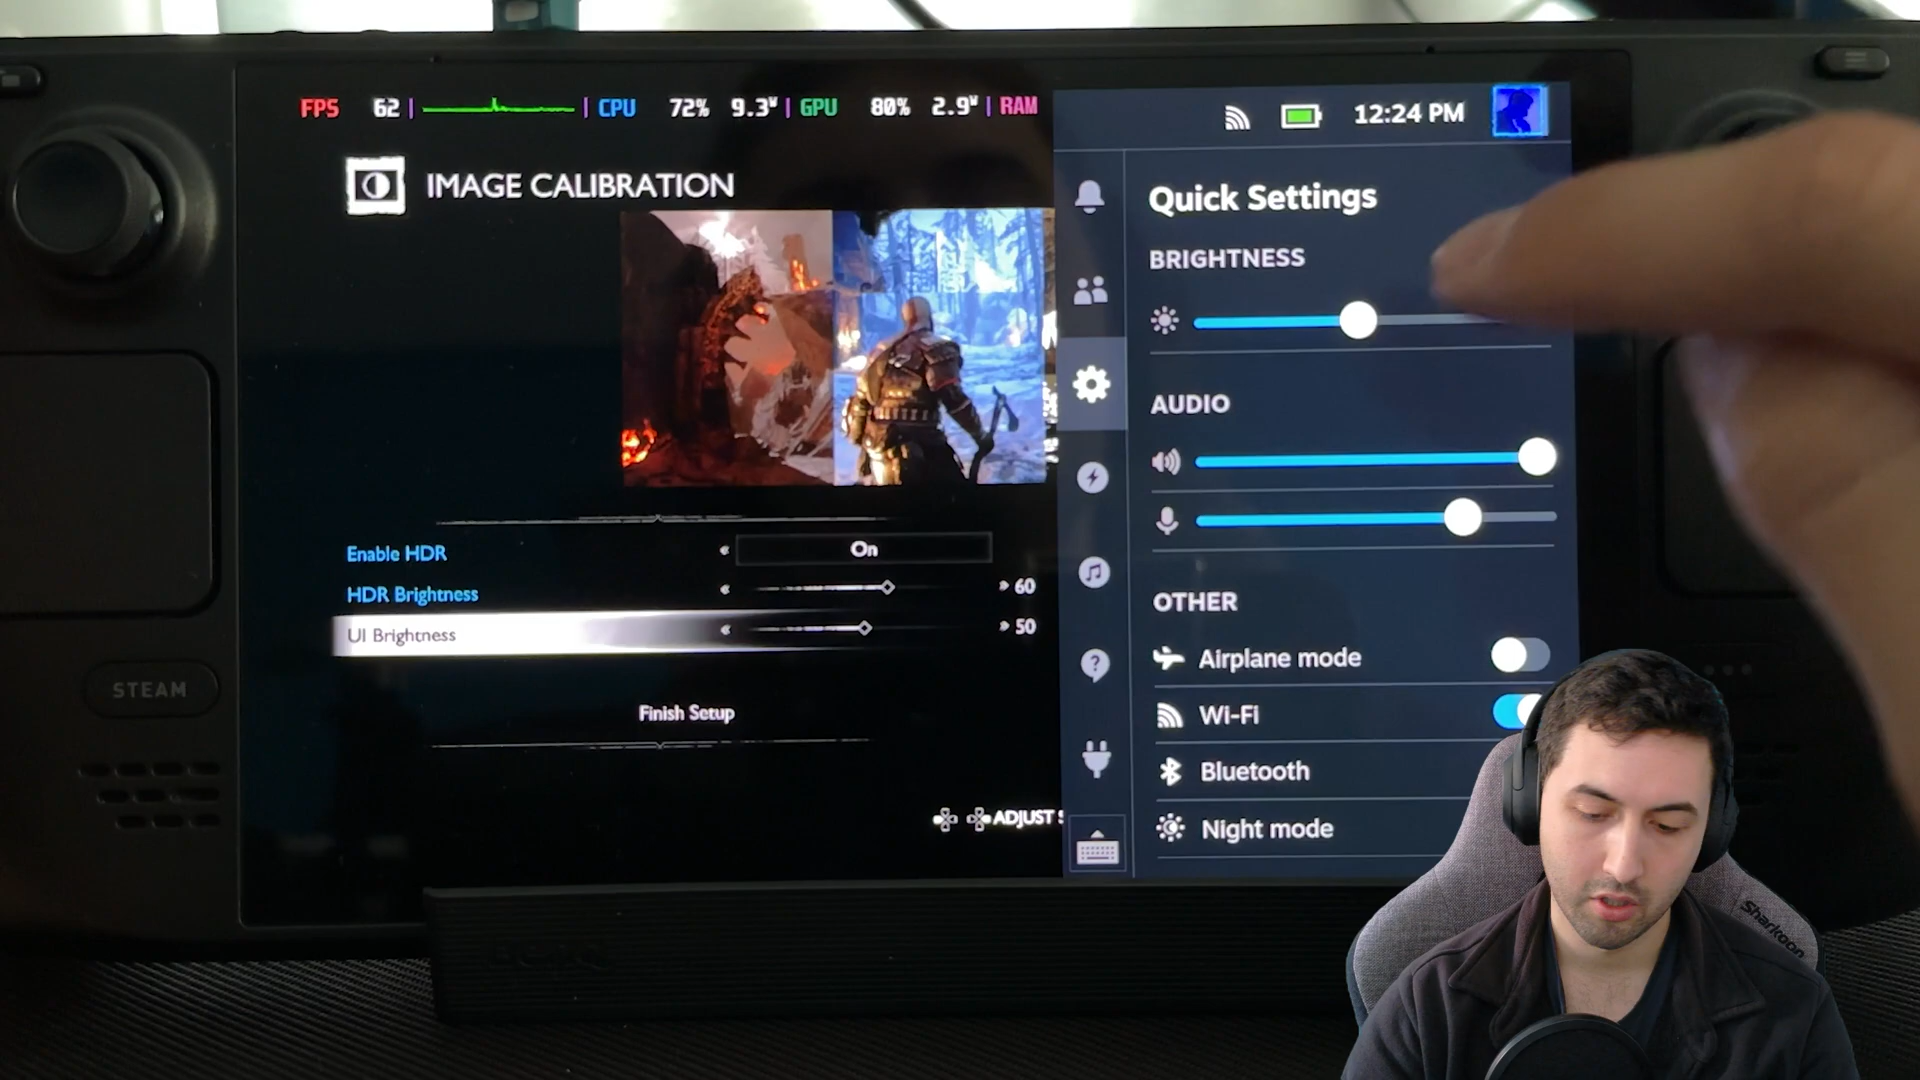 FPS 62 CPU 72% 9.3W GPU 80% 2.9W RAM
12:24 PM
IMAGE CALIBRATION
Enable HDR On
HDR Brightness 60
UI Brightness 50
Finish Setup
ADJUST
Quick Settings
BRIGHTNESS
AUDIO
OTHER
Airplane mode
Wi-Fi
Bluetooth
Night mode
STEAM
Sharkoon